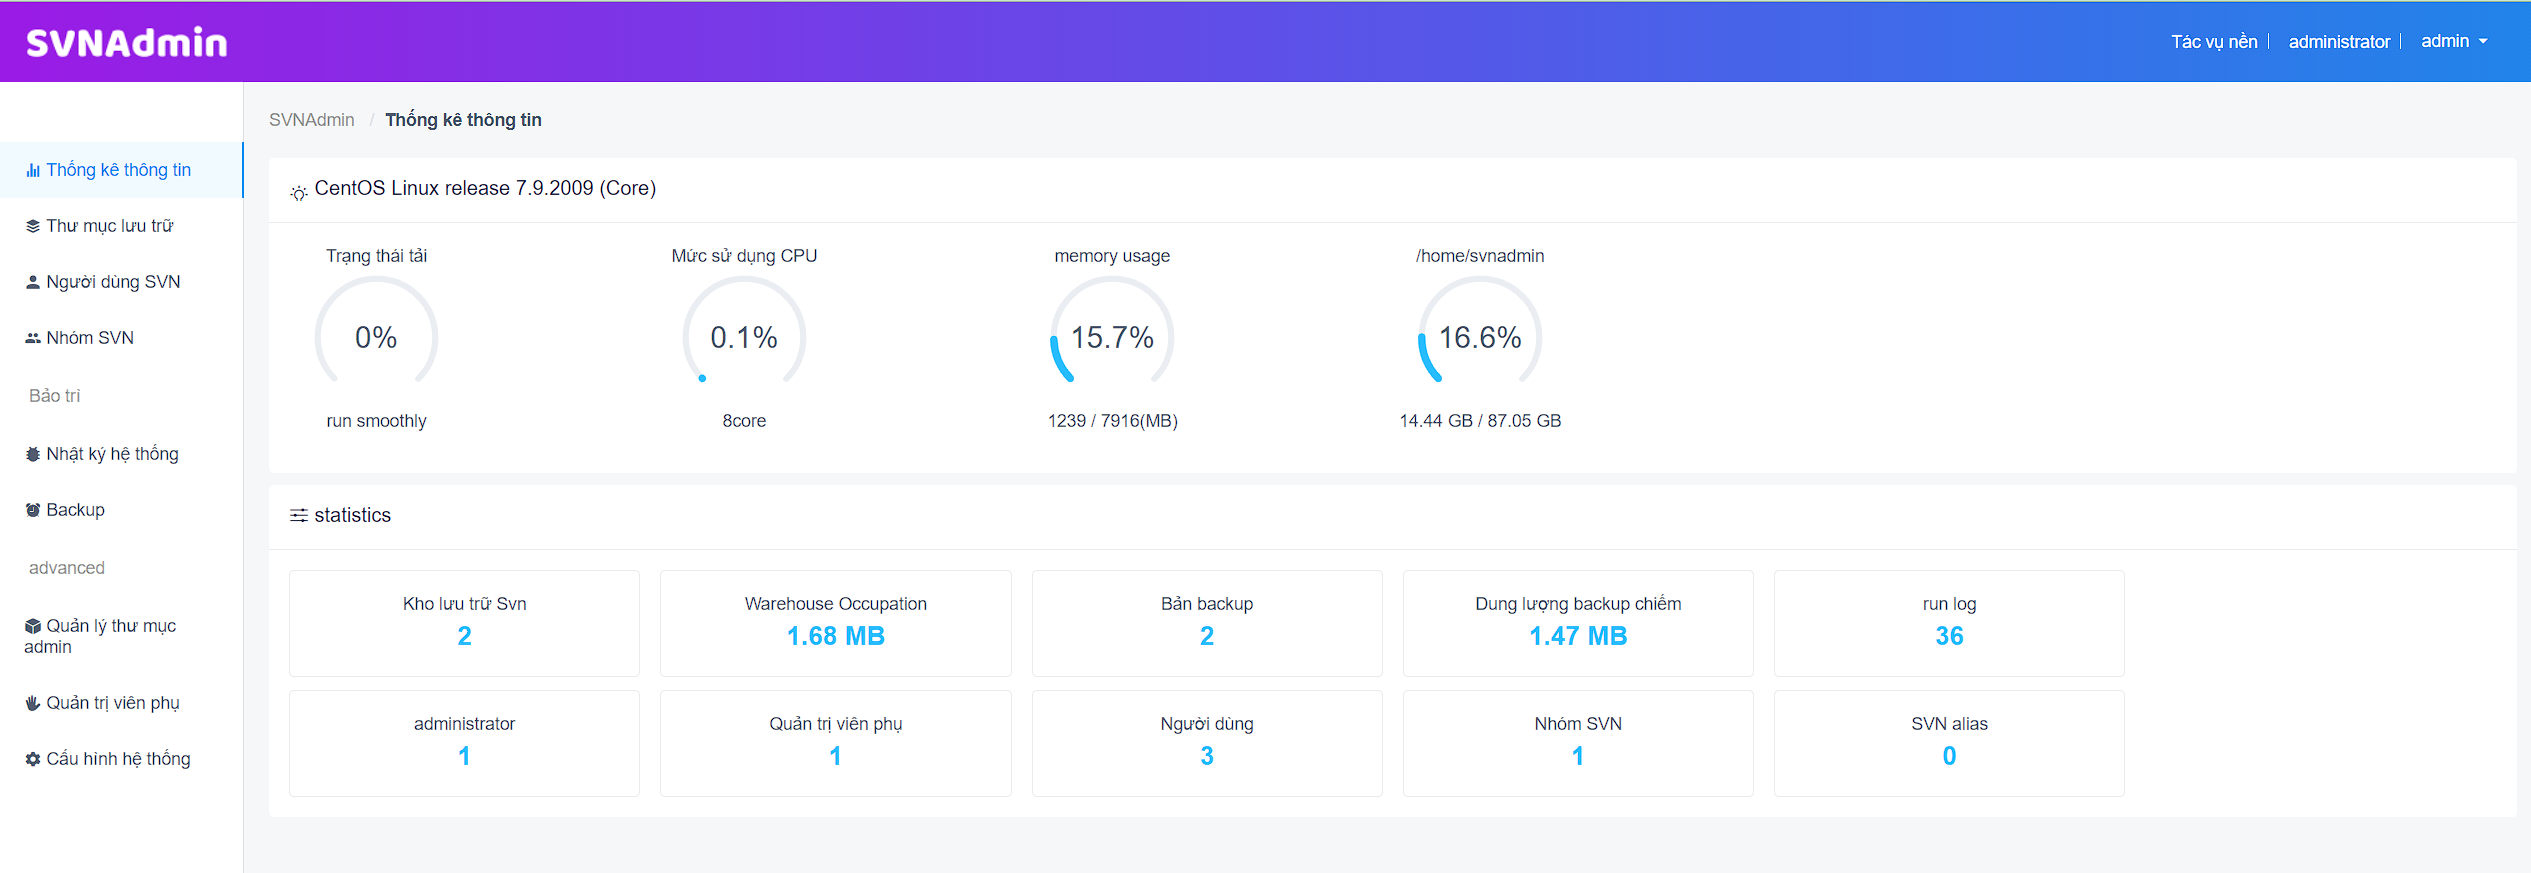 SVNAdmin
Tác vụ nền
administrator
admin
SVNAdmin / Thống kê thông tin
Thống kê thông tin
Thư mục lưu trữ
Người dùng SVN
Nhóm SVN
Bảo trì
Nhật ký hệ thống
Backup
advanced
Quản lý thư mục
admin
Quản trị viên phụ
Cấu hình hệ thống
CentOS Linux release 7.9.2009 (Core)
Trạng thái tải
0%
run smoothly
Mức sử dụng CPU
0.1%
8core
memory usage
15.7%
1239 / 7916(MB)
/home/svnadmin
16.6%
14.44 GB / 87.05 GB
statistics
Kho lưu trữ Svn
2
Warehouse Occupation
1.68 MB
Bản backup
2
Dung lượng backup chiếm
1.47 MB
run log
36
administrator
1
Quản trị viên phụ
1
Người dùng
3
Nhóm SVN
1
SVN alias
0